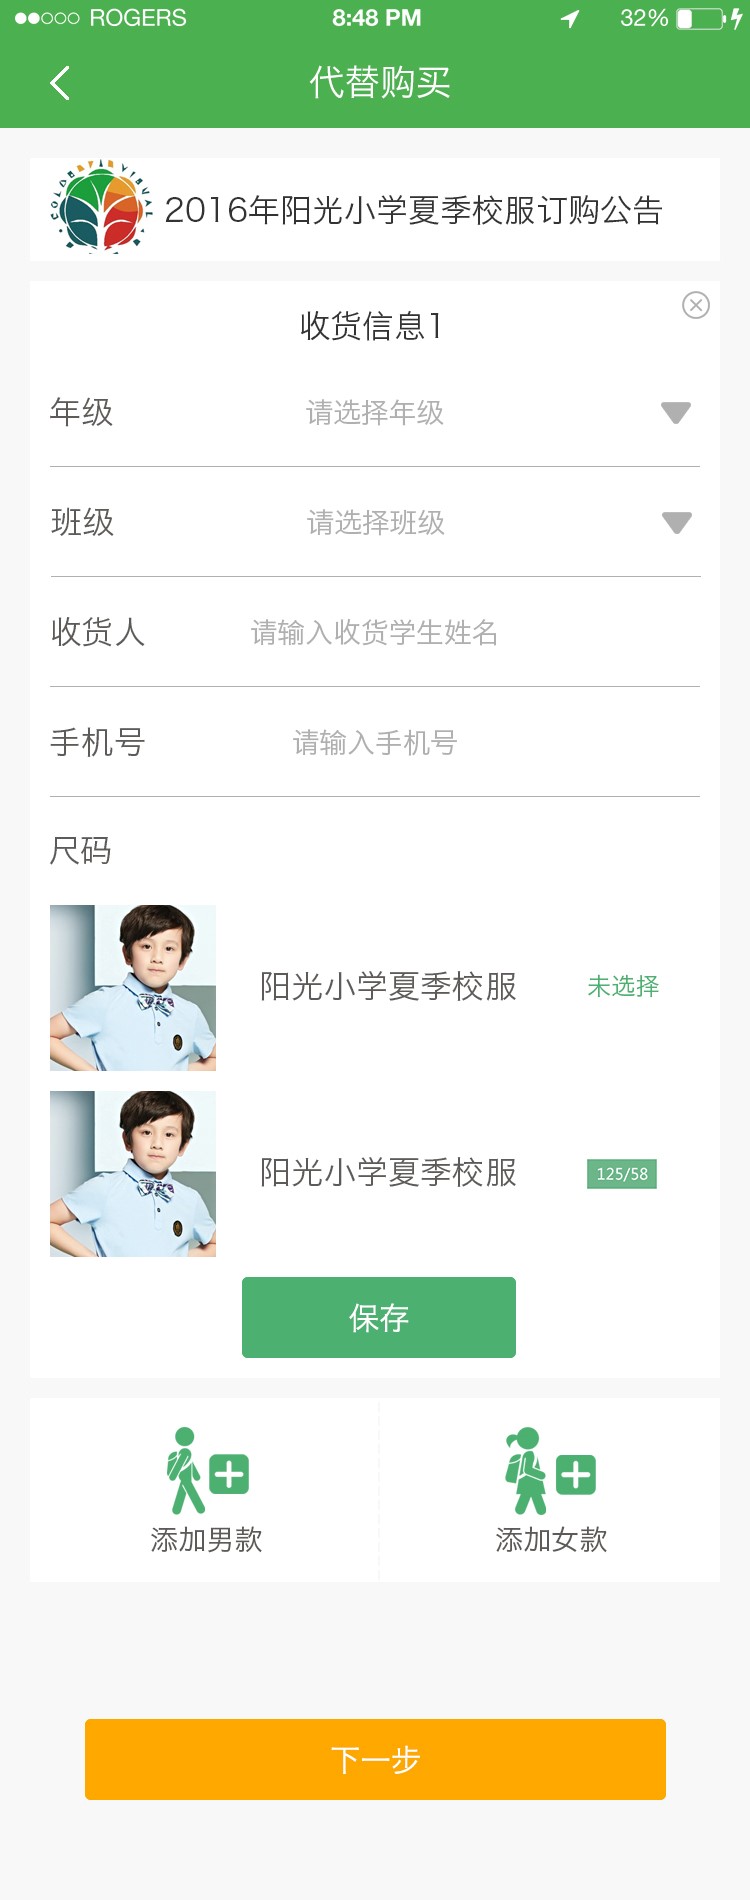 ROGERS 8:48 PM 32%
代替购买
COLOR FAB VISUAL
2016年阳光小学夏季校服订购公告
收货信息1
年级 请选择年级
班级 请选择班级
收货人 请输入收货学生姓名
手机号 请输入手机号
尺码
阳光小学夏季校服 未选择
阳光小学夏季校服 125/58
保存
添加男款 添加女款
下一步